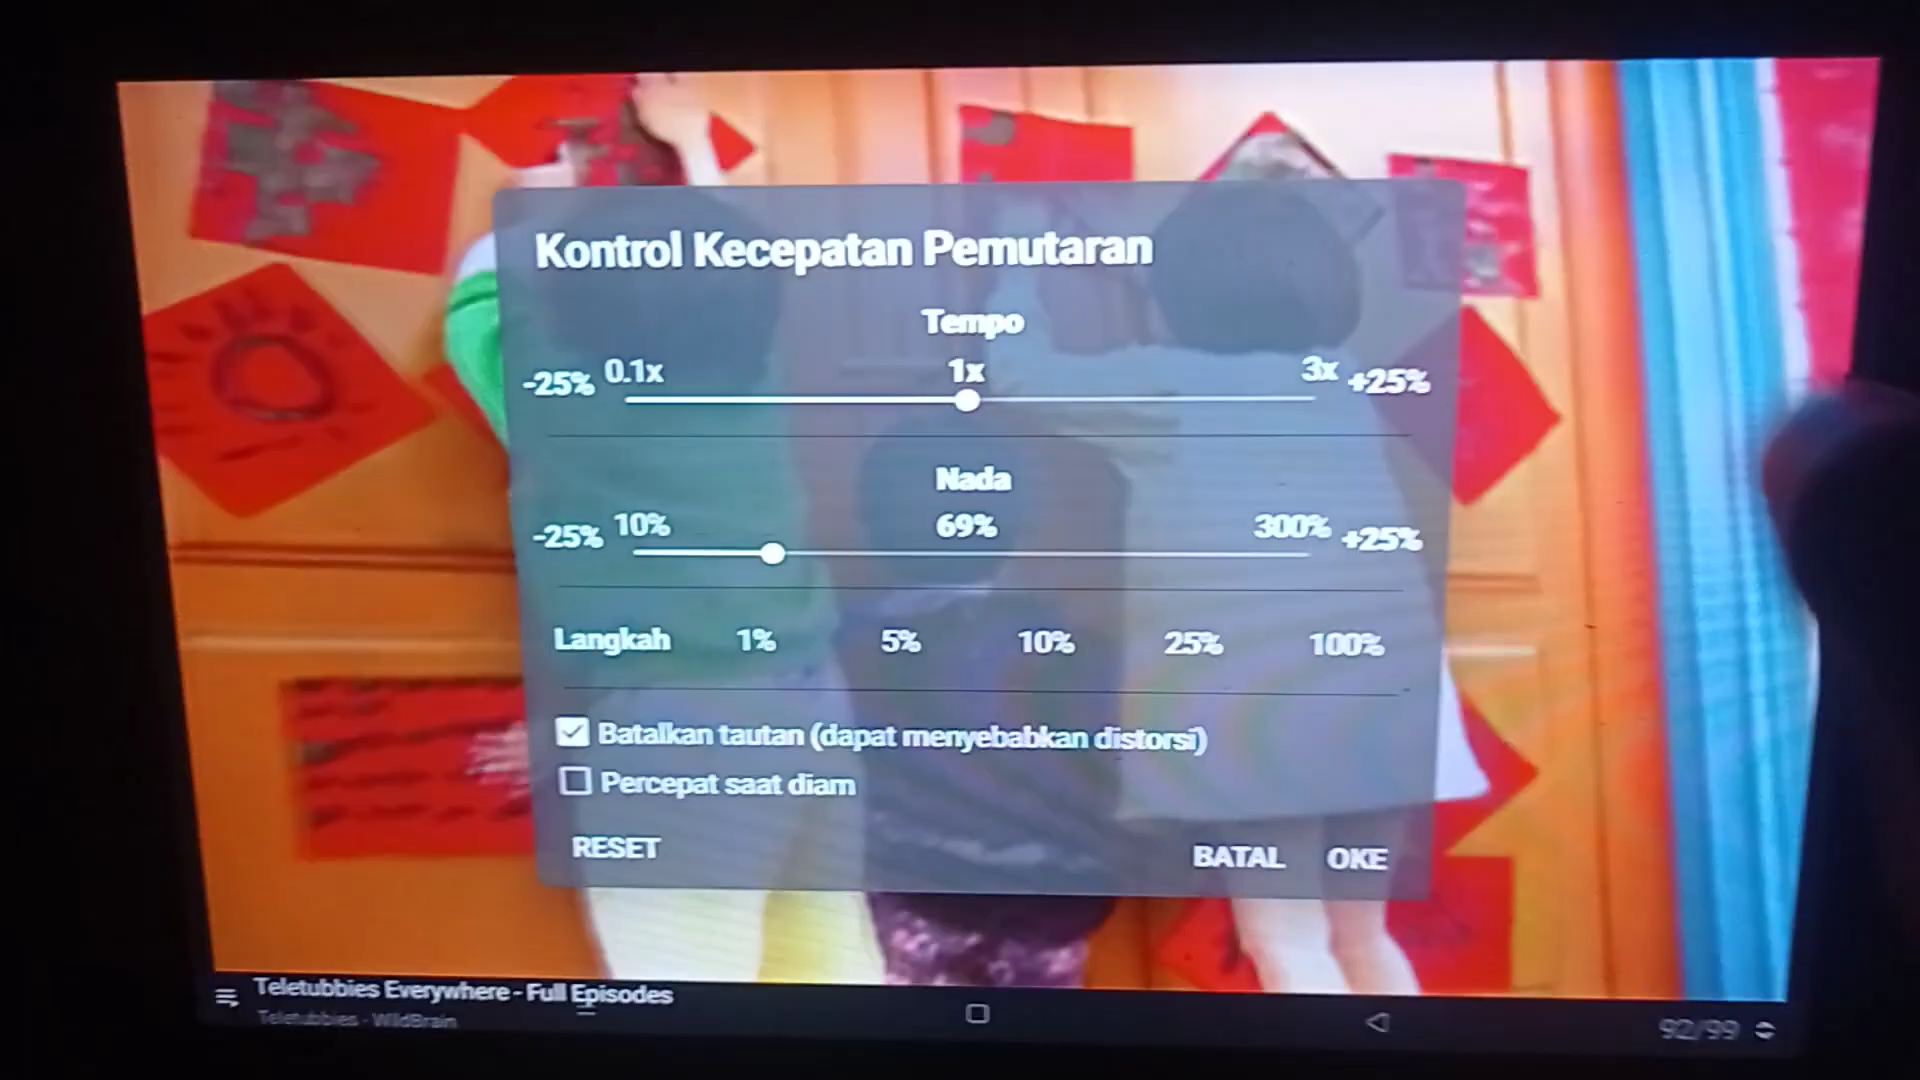 Kontrol Kecepatan Pemutaran
Tempo
-25% 0.1x 1x 3x +25%
Nada
-25% 10% 69% 300% +25%
Langkah 1% 5% 10% 25% 100%
Batalkan tautan (dapat menyebabkan distorsi)
Percepat saat diam
RESET BATAL OKE
Teletubbies Everywhere - Full Episodes
Teletubbies - WildBrain
92/99